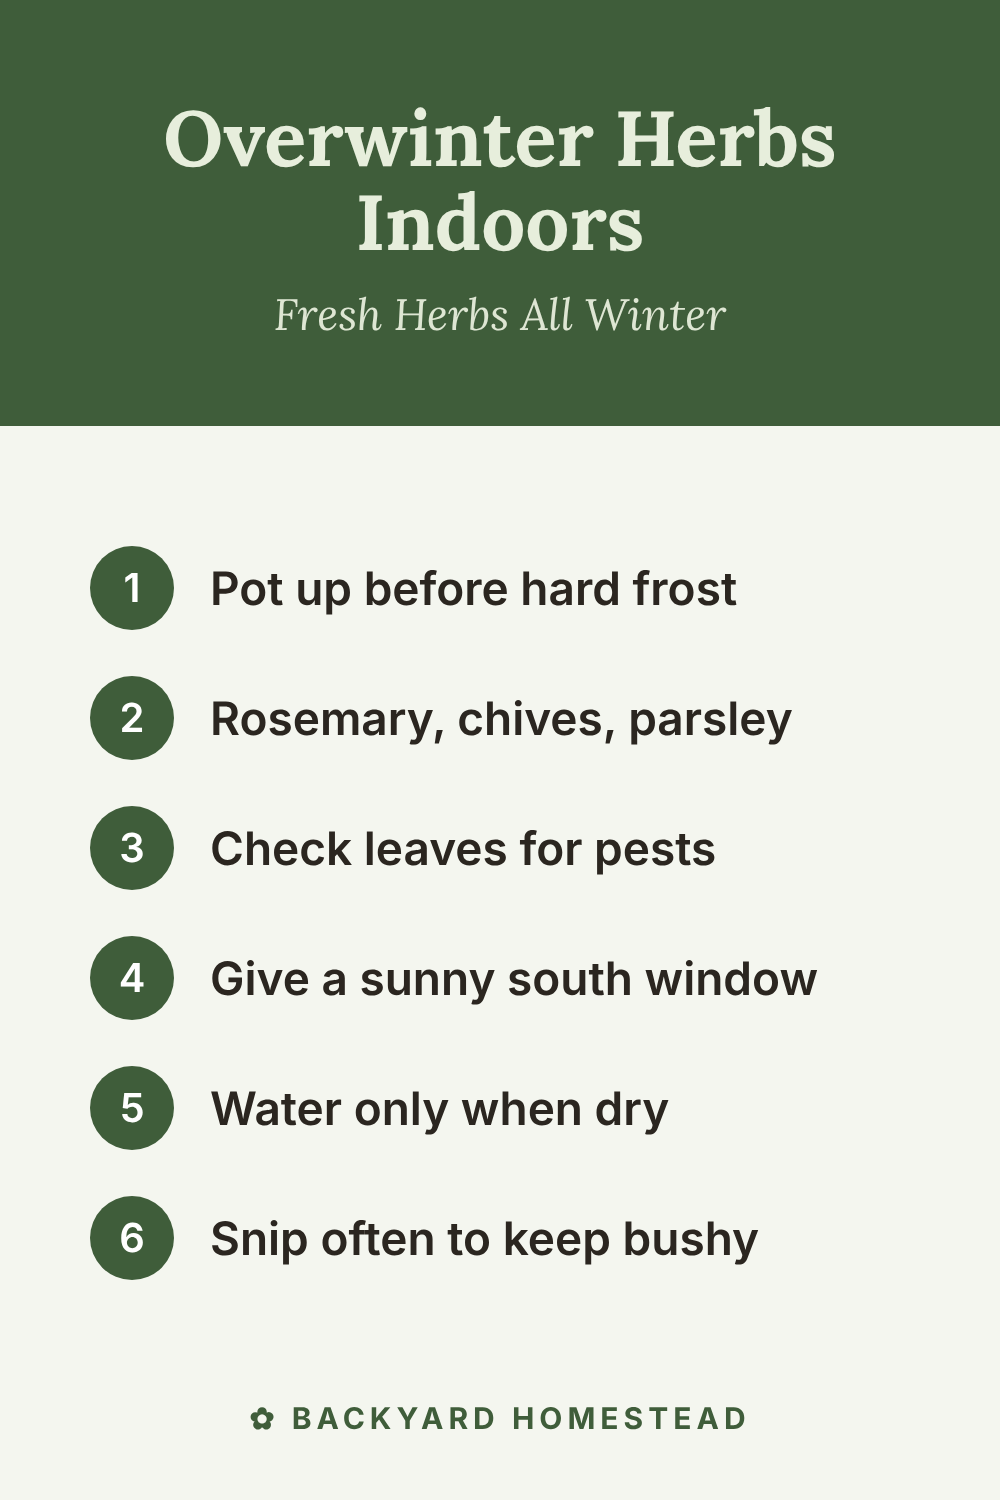 Overwinter Herbs
Indoors
Fresh Herbs All Winter
1 Pot up before hard frost
2 Rosemary, chives, parsley
3 Check leaves for pests
4 Give a sunny south window
5 Water only when dry
6 Snip often to keep bushy
✿ BACKYARD HOMESTEAD